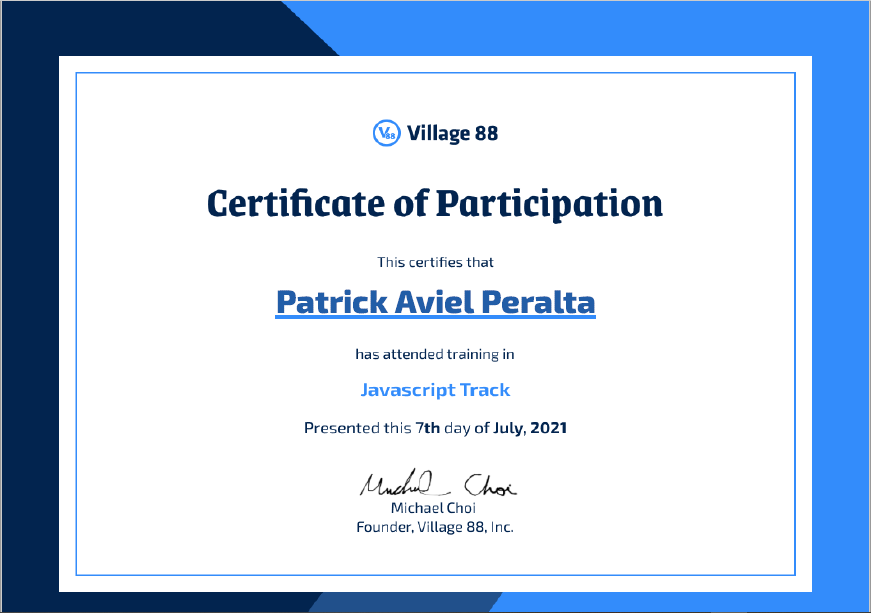 V88 Village 88
Certificate of Participation
This certifies that
Patrick Aviel Peralta
has attended training in
Javascript Track
Presented this 7th day of July, 2021
Michael Choi
Michael Choi
Founder, Village 88, Inc.